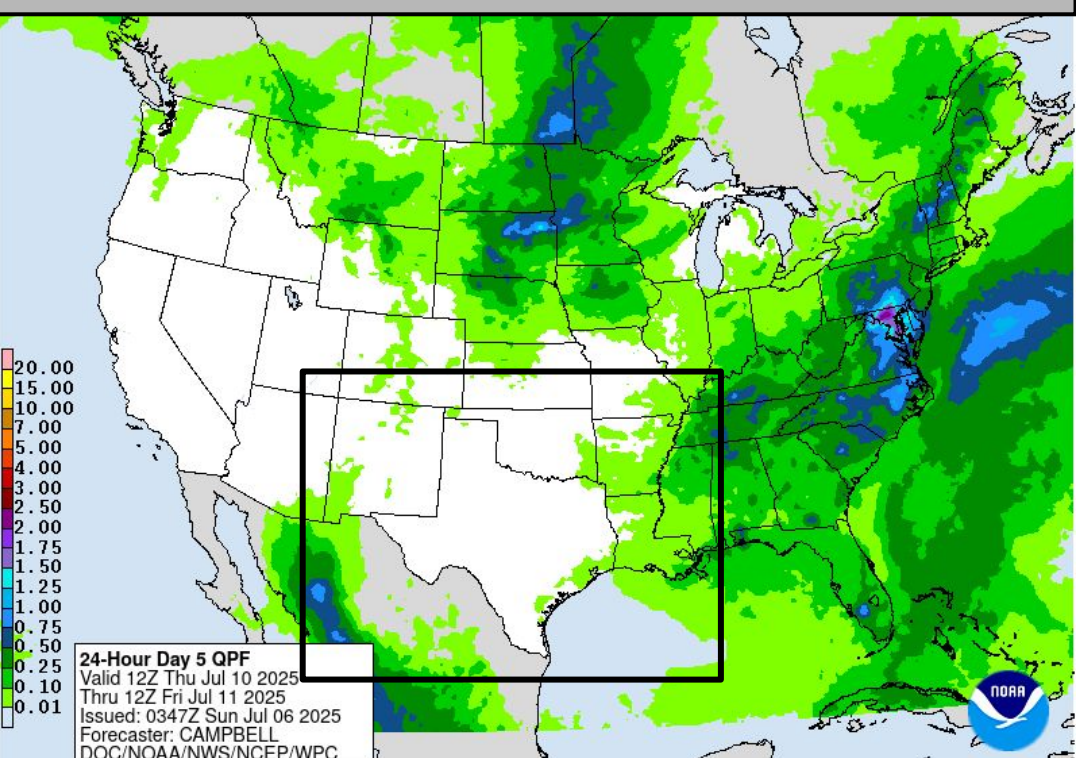 20.00
15.00
10.00
7.00
5.00
4.00
3.00
2.50
2.00
1.75
1.50
1.25
1.00
0.75
0.50
0.25
0.10
0.01
24-Hour Day 5 QPF
Valid 12Z Thu Jul 10 2025
Thru 12Z Fri Jul 11 2025
Issued: 0347Z Sun Jul 06 2025
Forecaster: CAMPBELL
DOC/NOAA/NWS/NCEP/WPC
NOAA